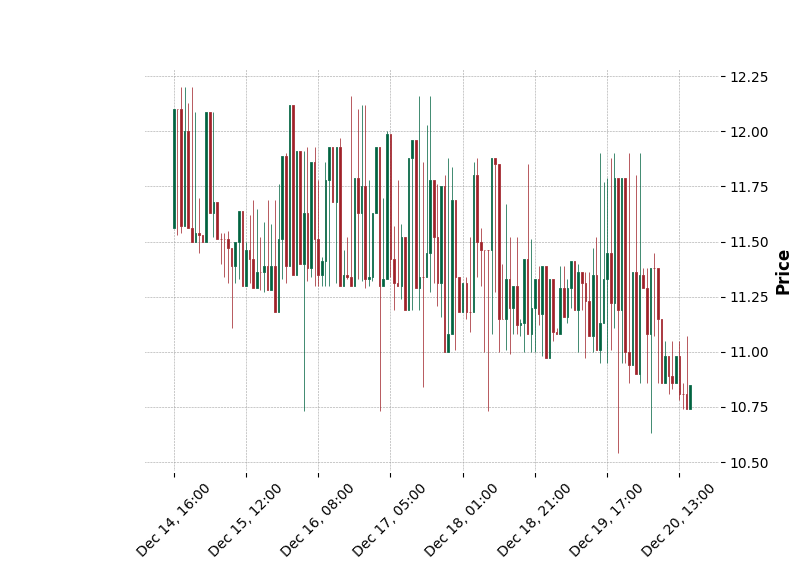 12.25
12.00
11.75
11.50
11.25
11.00
10.75
10.50
Price
Dec 14, 16:00
Dec 15, 12:00
Dec 16, 08:00
Dec 17, 05:00
Dec 18, 01:00
Dec 18, 21:00
Dec 19, 17:00
Dec 20, 13:00